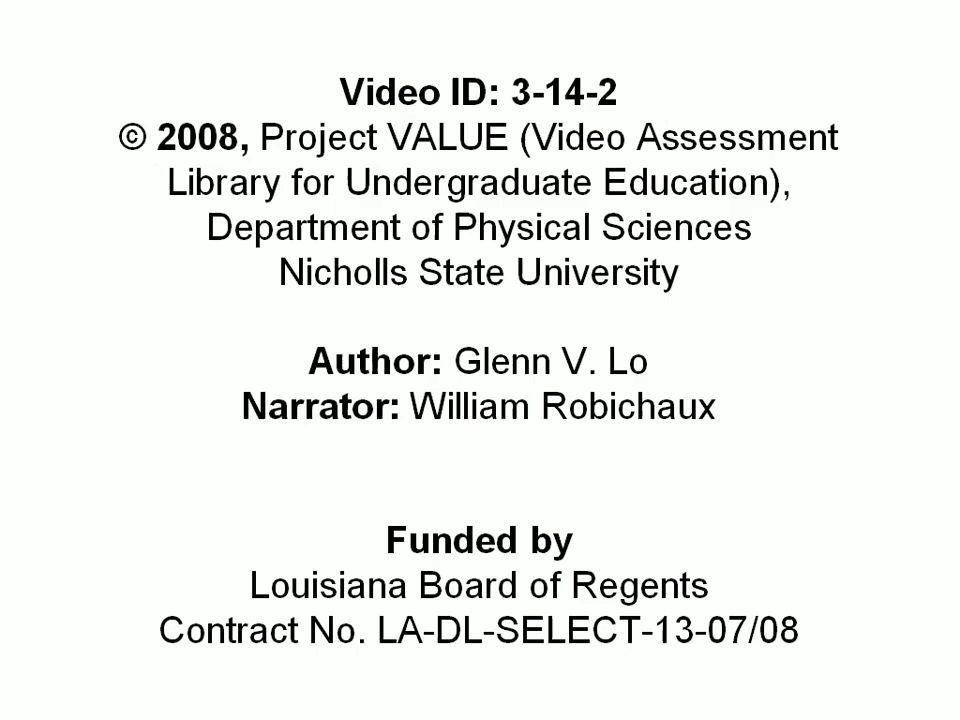 Video ID: 3-14-2
© 2008, Project VALUE (Video Assessment
Library for Undergraduate Education),
Department of Physical Sciences
Nicholls State University
Author: Glenn V. Lo
Narrator: William Robichaux
Funded by
Louisiana Board of Regents
Contract No. LA-DL-SELECT-13-07/08